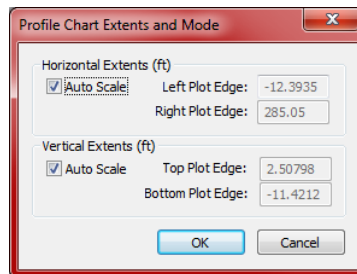 Profile Chart Extents and Mode
Horizontal Extents (ft)
Auto Scale Left Plot Edge: -12.3935
Right Plot Edge: 285.05
Vertical Extents (ft)
Auto Scale Top Plot Edge: 2.50798
Bottom Plot Edge: -11.4212
OK Cancel